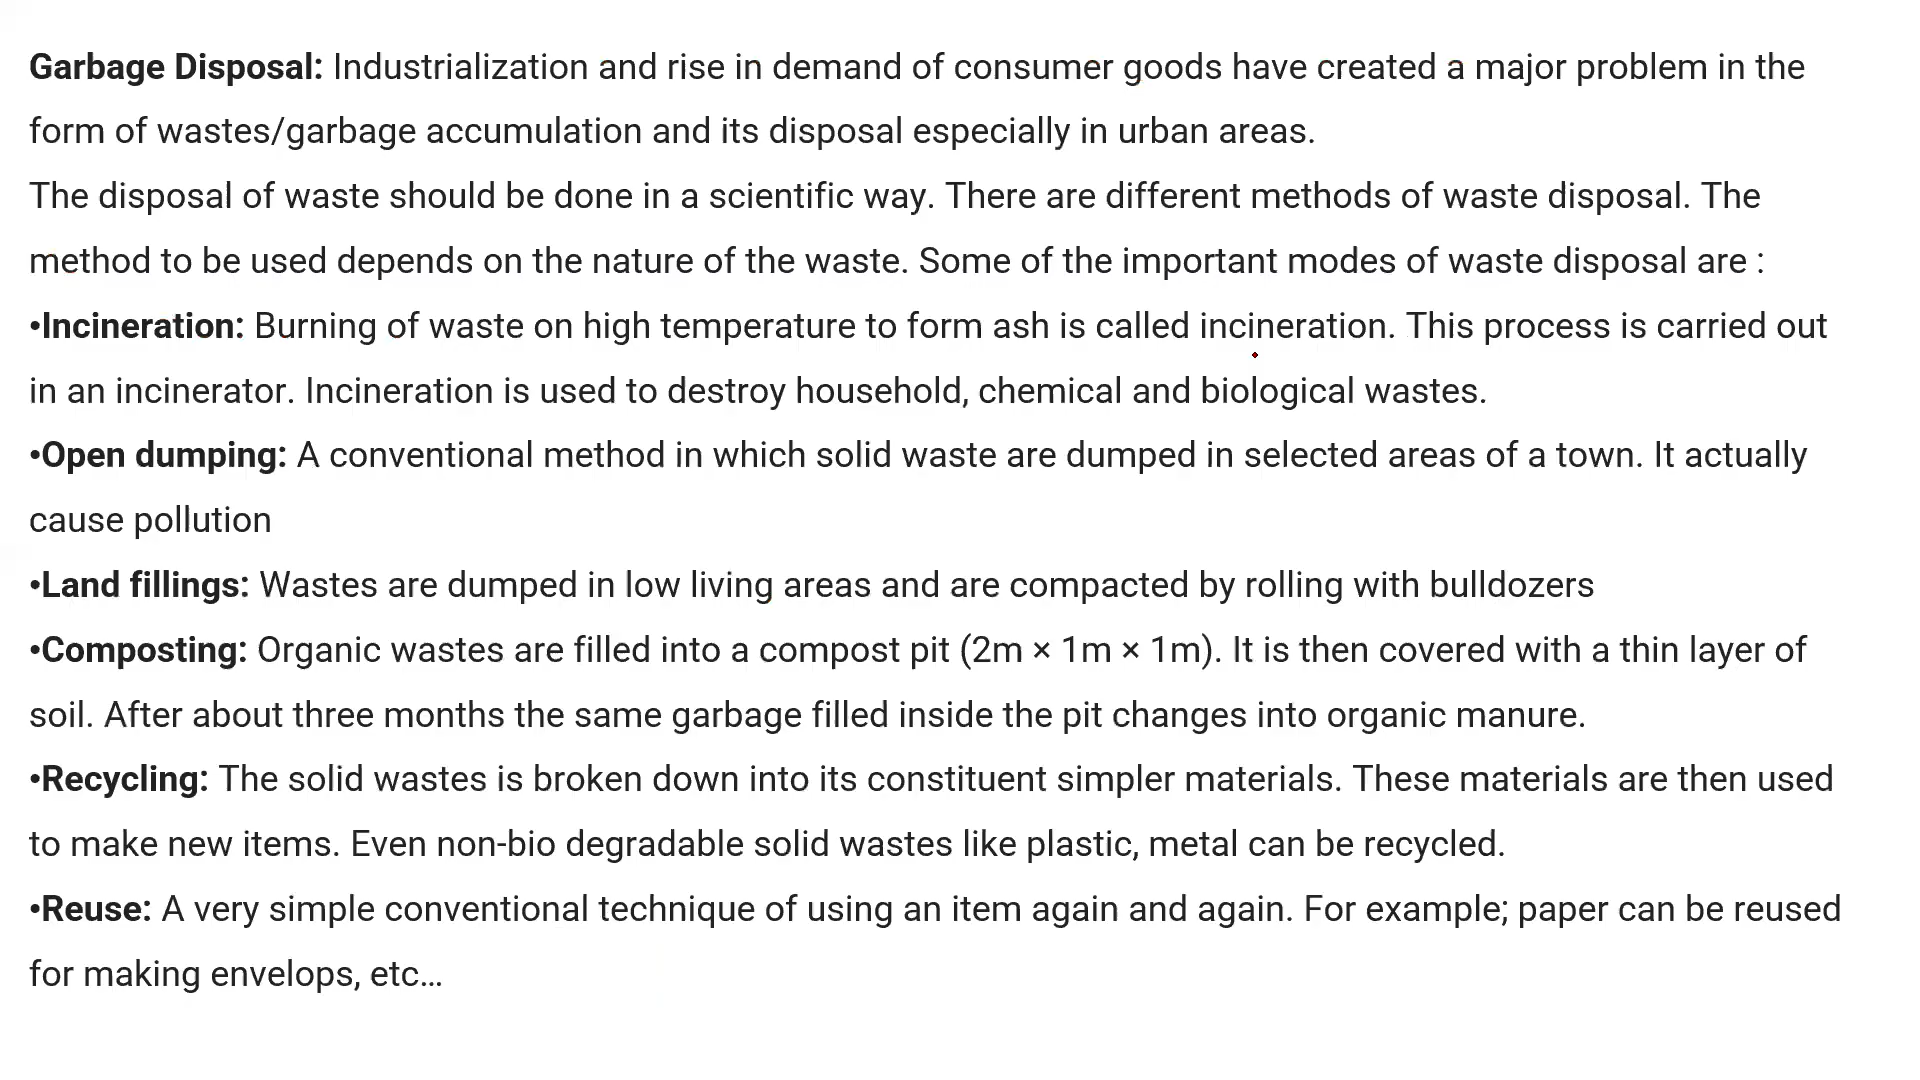 Garbage Disposal: Industrialization and rise in demand of consumer goods have created a major problem in the
form of wastes/garbage accumulation and its disposal especially in urban areas.
The disposal of waste should be done in a scientific way. There are different methods of waste disposal. The
method to be used depends on the nature of the waste. Some of the important modes of waste disposal are :
•Incineration: Burning of waste on high temperature to form ash is called incineration. This process is carried out
in an incinerator. Incineration is used to destroy household, chemical and biological wastes.
•Open dumping: A conventional method in which solid waste are dumped in selected areas of a town. It actually
cause pollution
•Land fillings: Wastes are dumped in low living areas and are compacted by rolling with bulldozers
•Composting: Organic wastes are filled into a compost pit (2m × 1m × 1m). It is then covered with a thin layer of
soil. After about three months the same garbage filled inside the pit changes into organic manure.
•Recycling: The solid wastes is broken down into its constituent simpler materials. These materials are then used
to make new items. Even non-bio degradable solid wastes like plastic, metal can be recycled.
•Reuse: A very simple conventional technique of using an item again and again. For example; paper can be reused
for making envelops, etc…